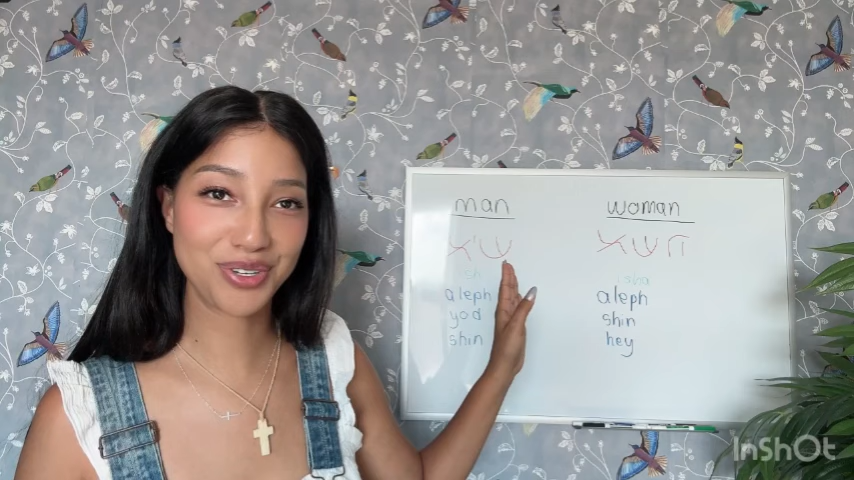 man
איש
ish
aleph
yod
shin
woman
אשה
isha
aleph
shin
hey
InShOt